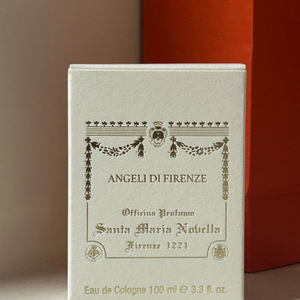 ANGELI DI FIRENZE
Officina Profumo
Santa Maria Novella
Firenze 1221
Eau de Cologne 100 ml e 3.3 fl. oz.